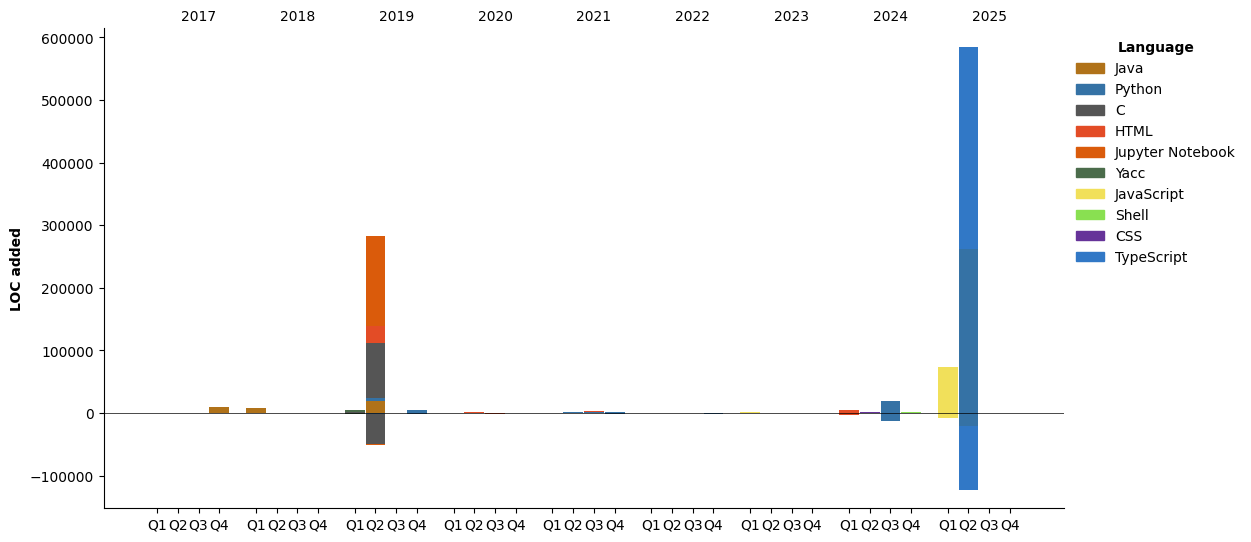 2017 2018 2019 2020 2021 2022 2023 2024 2025
600000
500000
400000
300000
200000
100000
0
−100000
LOC added
Q1 Q2 Q3 Q4 Q1 Q2 Q3 Q4 Q1 Q2 Q3 Q4 Q1 Q2 Q3 Q4 Q1 Q2 Q3 Q4 Q1 Q2 Q3 Q4 Q1 Q2 Q3 Q4 Q1 Q2 Q3 Q4 Q1 Q2 Q3 Q4
Language
Java
Python
C
HTML
Jupyter Notebook
Yacc
JavaScript
Shell
CSS
TypeScript